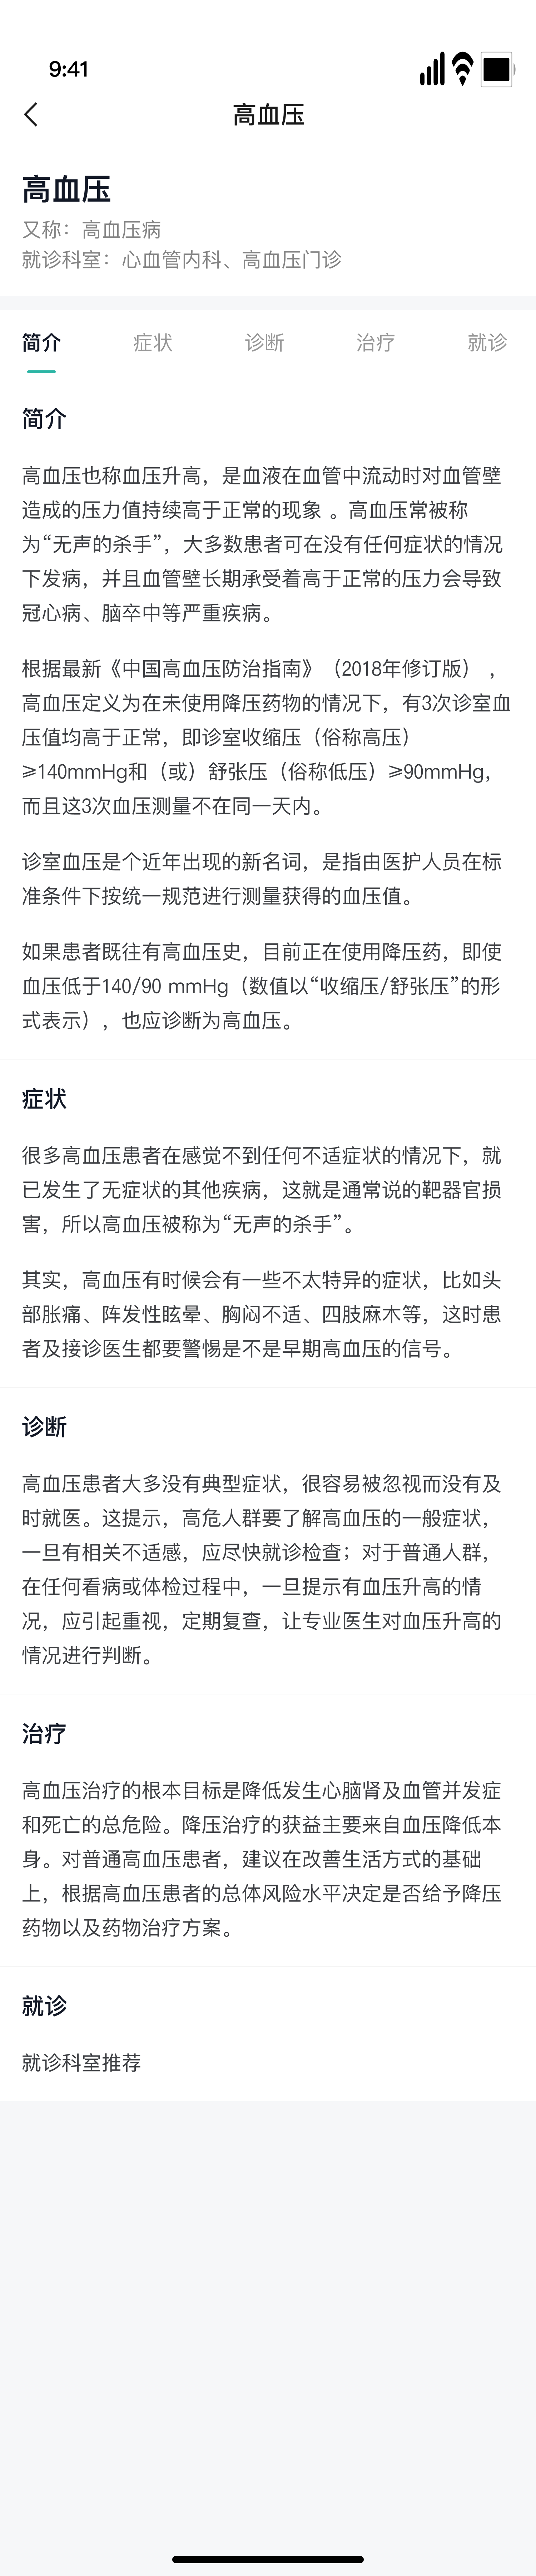 9:41
高血压
高血压
又称：高血压病
就诊科室：心血管内科、高血压门诊
简介 症状 诊断 治疗 就诊
简介
高血压也称血压升高，是血液在血管中流动时对血管壁
造成的压力值持续高于正常的现象 。高血压常被称
为“无声的杀手”，大多数患者可在没有任何症状的情况
下发病，并且血管壁长期承受着高于正常的压力会导致
冠心病、脑卒中等严重疾病。
根据最新《中国高血压防治指南》（2018年修订版） ，
高血压定义为在未使用降压药物的情况下，有3次诊室血
压值均高于正常，即诊室收缩压（俗称高压）
≥140mmHg和（或）舒张压（俗称低压）≥90mmHg，
而且这3次血压测量不在同一天内。
诊室血压是个近年出现的新名词，是指由医护人员在标
准条件下按统一规范进行测量获得的血压值。
如果患者既往有高血压史，目前正在使用降压药，即使
血压低于140/90 mmHg（数值以“收缩压/舒张压”的形
式表示），也应诊断为高血压。
症状
很多高血压患者在感觉不到任何不适症状的情况下，就
已发生了无症状的其他疾病，这就是通常说的靶器官损
害，所以高血压被称为“无声的杀手”。
其实，高血压有时候会有一些不太特异的症状，比如头
部胀痛、阵发性眩晕、胸闷不适、四肢麻木等，这时患
者及接诊医生都要警惕是不是早期高血压的信号。
诊断
高血压患者大多没有典型症状，很容易被忽视而没有及
时就医。这提示，高危人群要了解高血压的一般症状，
一旦有相关不适感，应尽快就诊检查；对于普通人群，
在任何看病或体检过程中，一旦提示有血压升高的情
况，应引起重视，定期复查，让专业医生对血压升高的
情况进行判断。
治疗
高血压治疗的根本目标是降低发生心脑肾及血管并发症
和死亡的总危险。降压治疗的获益主要来自血压降低本
身。对普通高血压患者，建议在改善生活方式的基础
上，根据高血压患者的总体风险水平决定是否给予降压
药物以及药物治疗方案。
就诊
就诊科室推荐